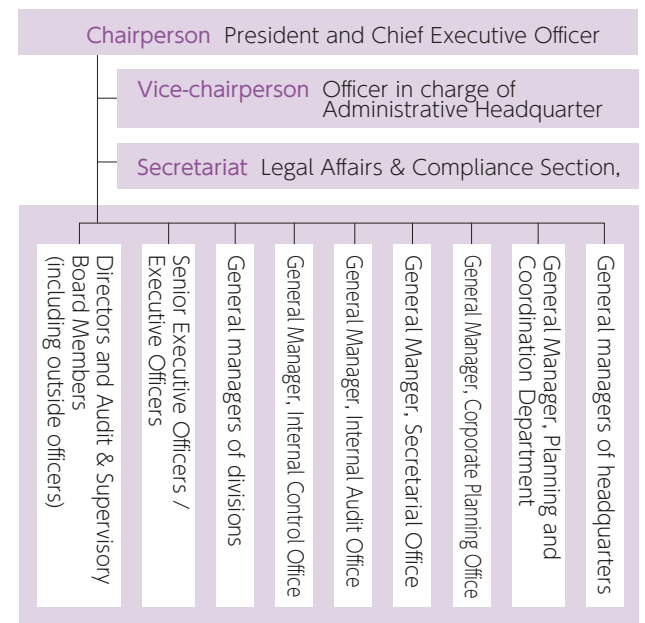 Chairperson President and Chief Executive Officer
Vice-chairperson Officer in charge of
Administrative Headquarter
Secretariat Legal Affairs & Compliance Section,
Directors and Audit & Supervisory
Board Members
(including outside officers)
Senior Executive Officers /
Executive Officers
General managers of divisions
General Manager, Internal Control Office
General Manager, Internal Audit Office
General Manger, Secretarial Office
General Manager, Corporate Planning Office
General Manager, Planning and
Coordination Department
General managers of headquarters